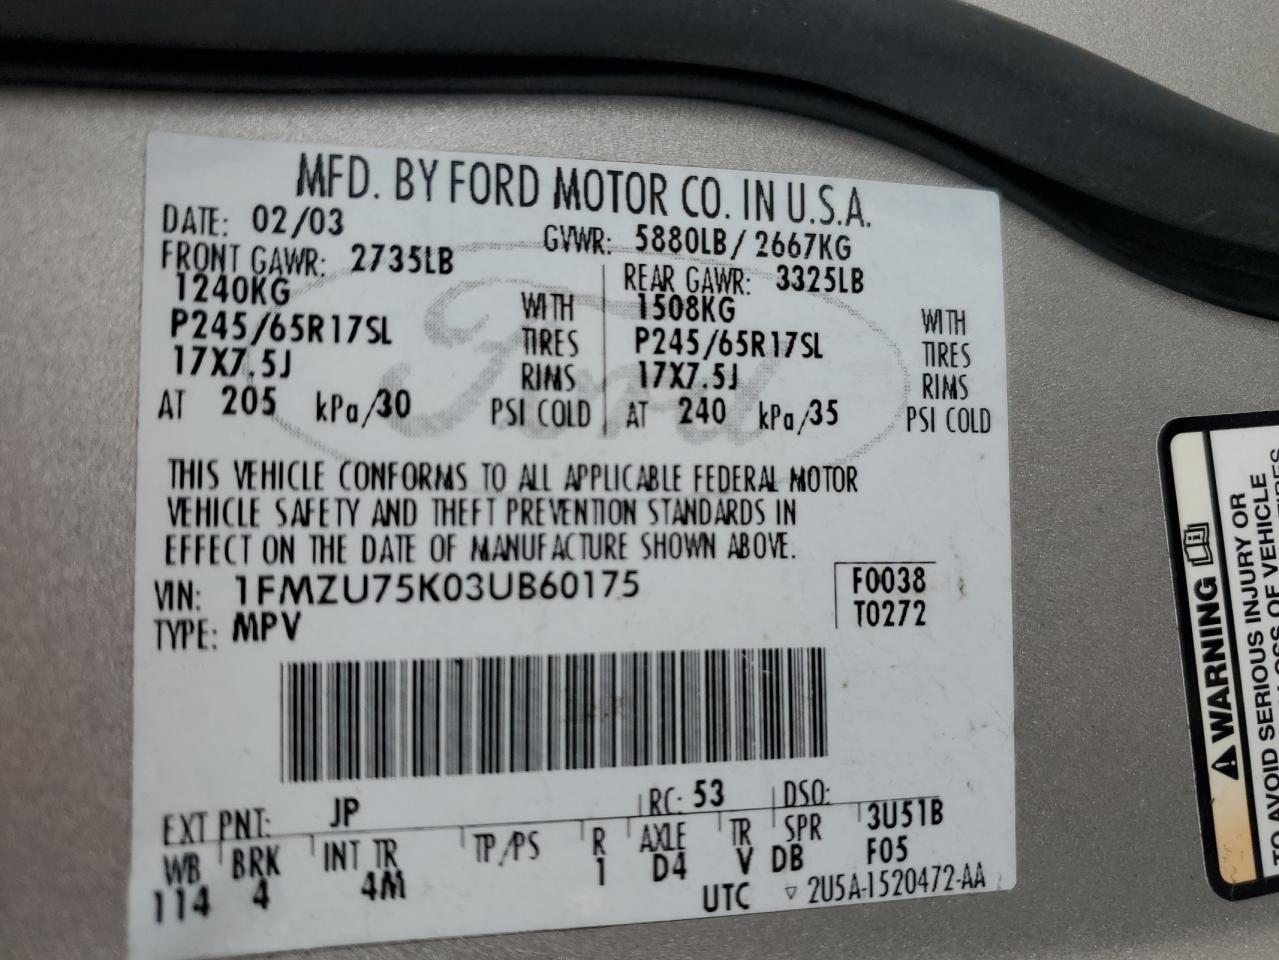 MFD. BY FORD MOTOR CO. IN U.S.A.
DATE: 02/03
GVWR: 5880LB/2667KG
FRONT GAWR: 2735LB
1240KG
P245/65R17SL
17X7.5J
AT 205 kPa/30
WITH
TIRES
RIMS
PSI COLD
REAR GAWR: 3325LB
1508KG
P245/65R17SL
17X7.5J
AT 240 kPa/35
WITH
TIRES
RIMS
PSI COLD
Ford
THIS VEHICLE CONFORMS TO ALL APPLICABLE FEDERAL MOTOR
VEHICLE SAFETY AND THEFT PREVENTION STANDARDS IN
EFFECT ON THE DATE OF MANUFACTURE SHOWN ABOVE.
VIN: 1FMZU75K03UB60175
TYPE: MPV
F0038
T0272
EXT PNT: JP RC: 53 DSO:
WB BRK INT TR TP/PS R AXLE TR SPR 3U51B
114 4 4M 1 D4 V DB F05
UTC ▽ 2U5A-1520472-AA
⚠ WARNING
TO AVOID SERIOUS INJURY OR
OF VEHICLE